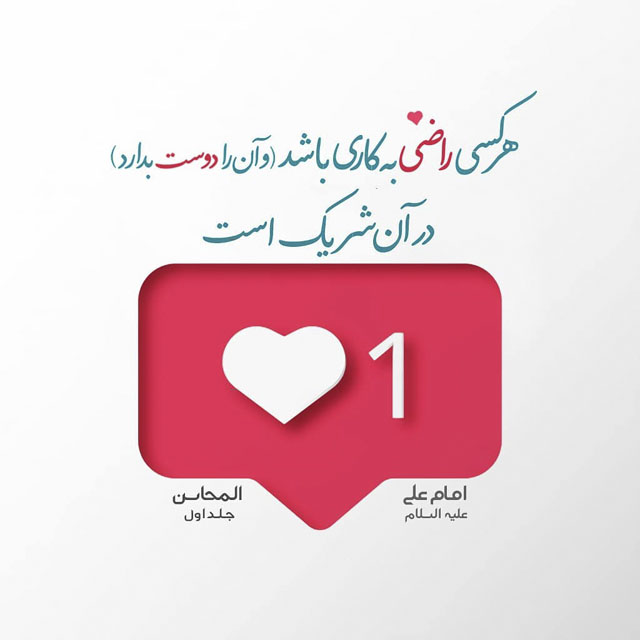 هر کسی راضی به کاری باشد (و آن را دوست بدارد)
در آن شریک است
1
امام علی
علیه السلام
المحاسن
جلد اول